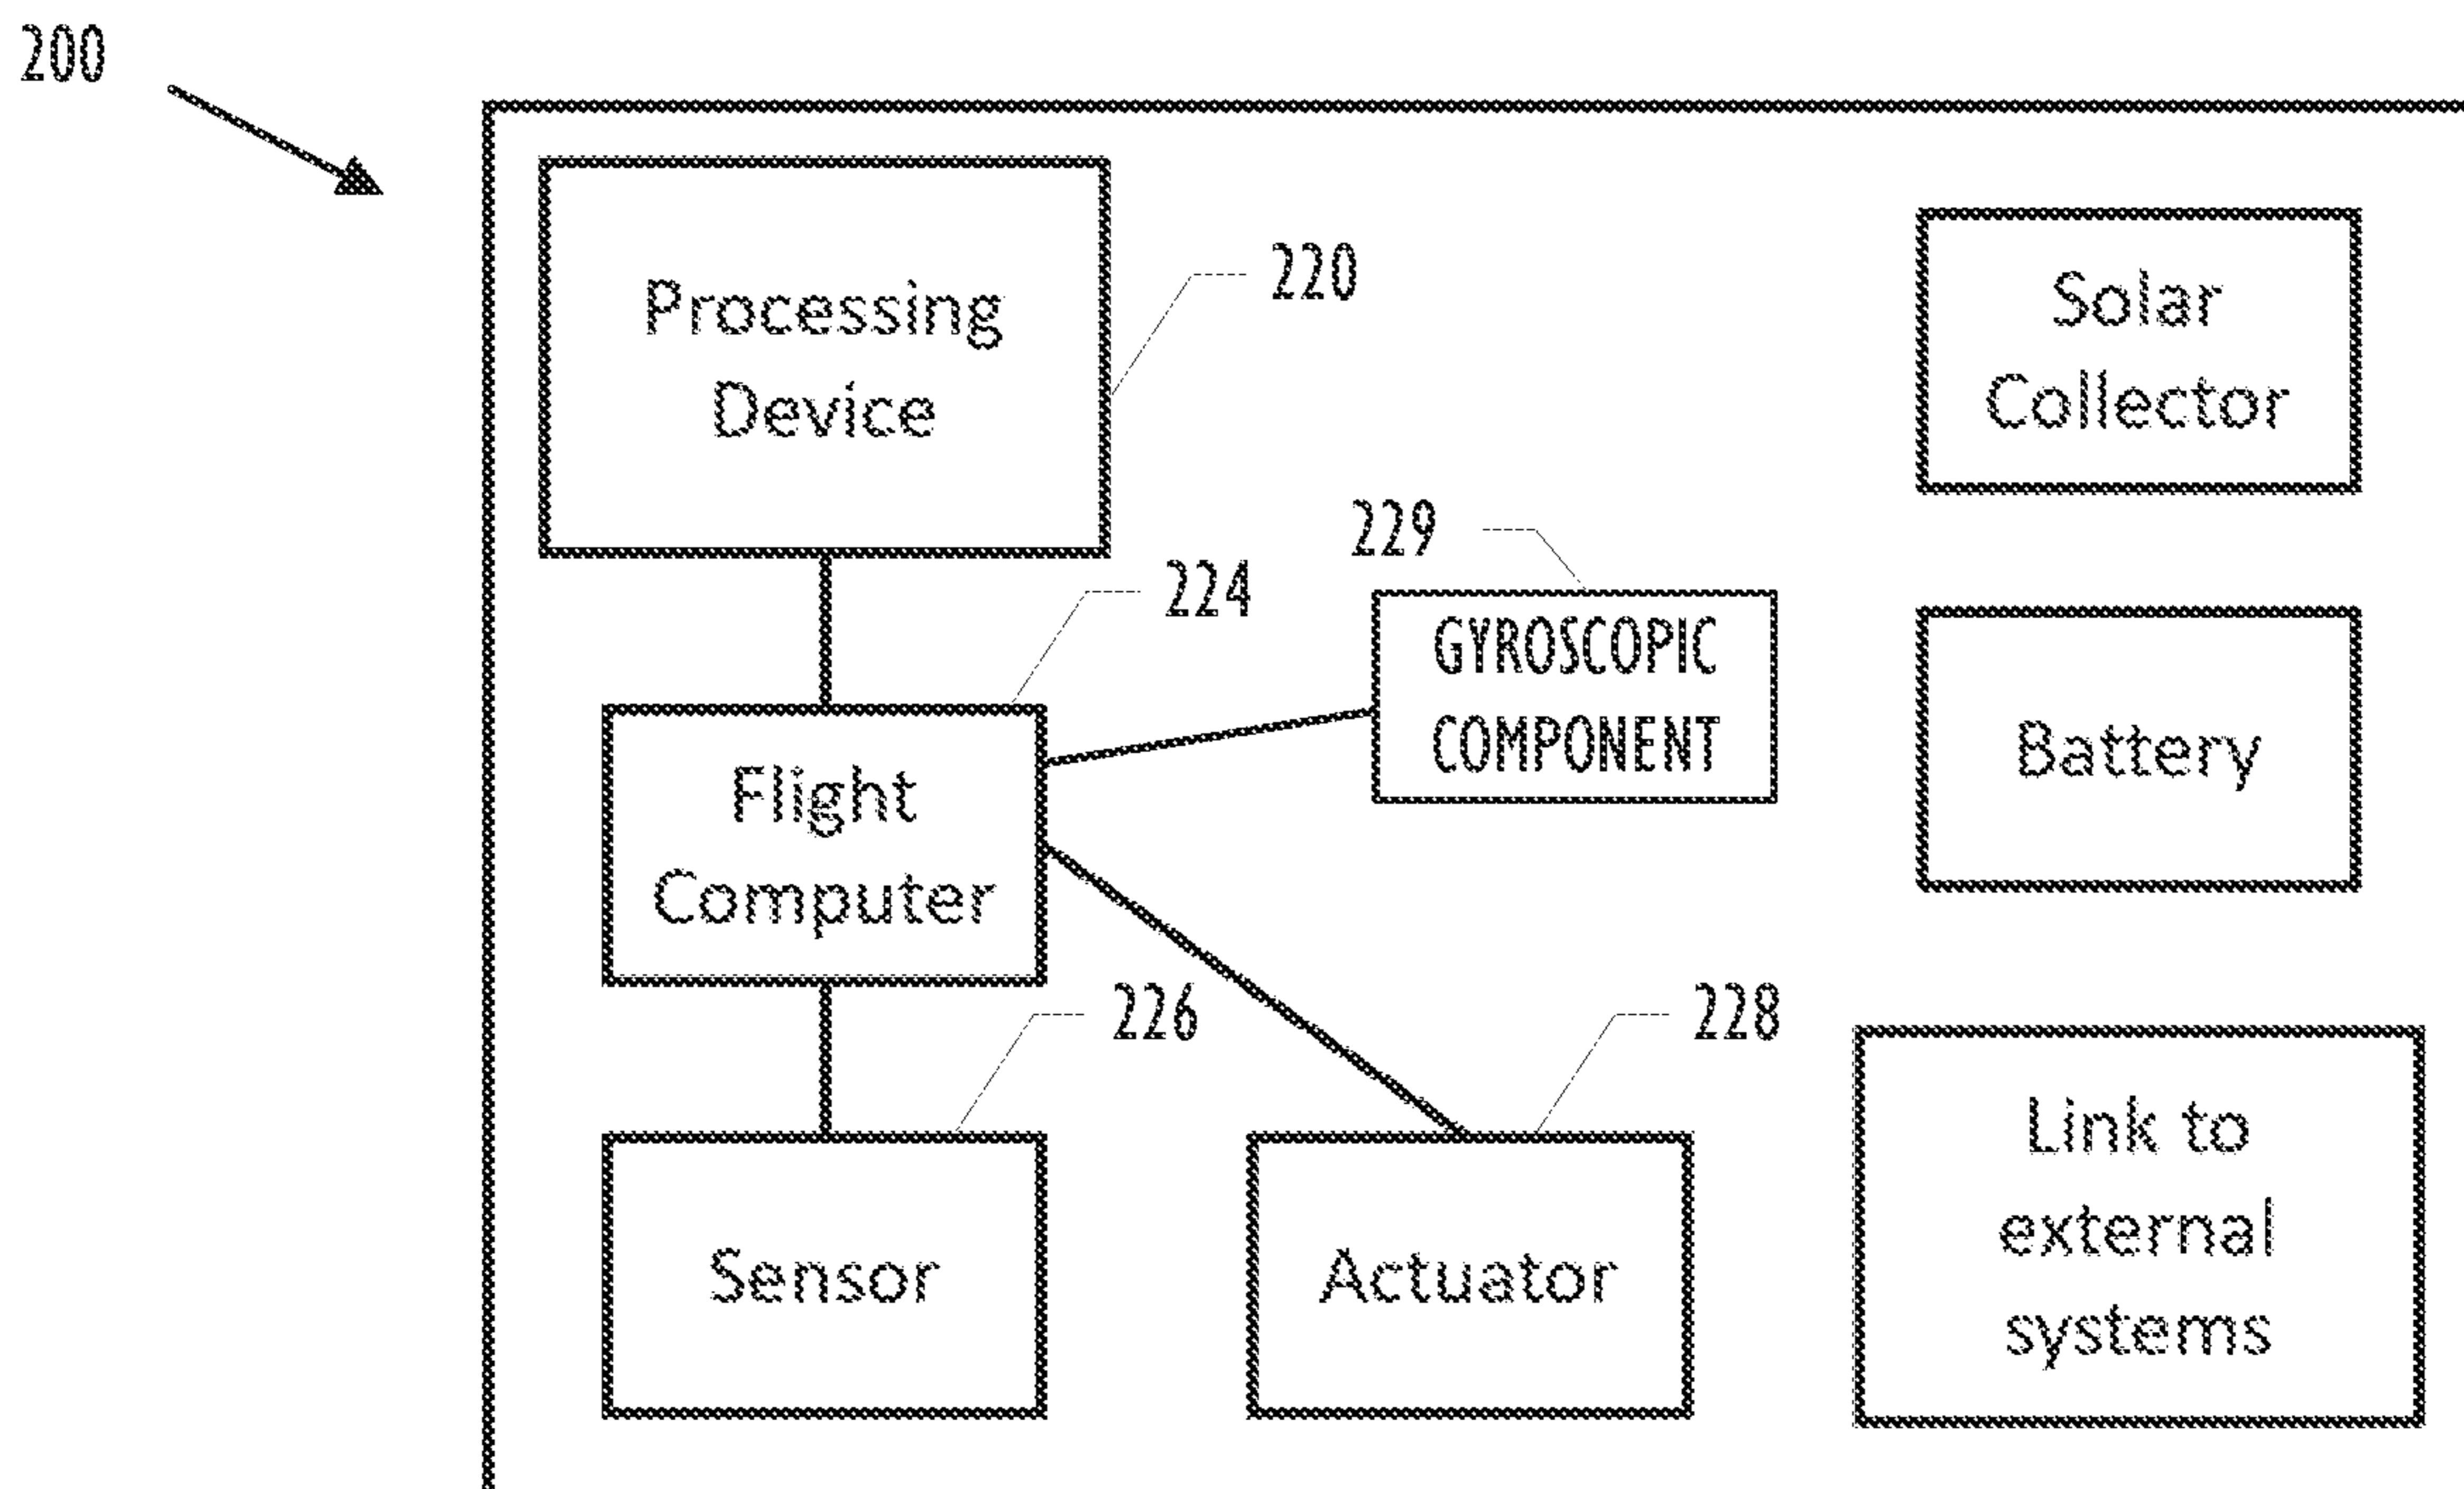 200
Processing
Device
220
Solar
Collector
229
GYROSCOPIC
COMPONENT
224
Flight
Computer
Battery
226
Sensor
228
Actuator
Link to
external
systems